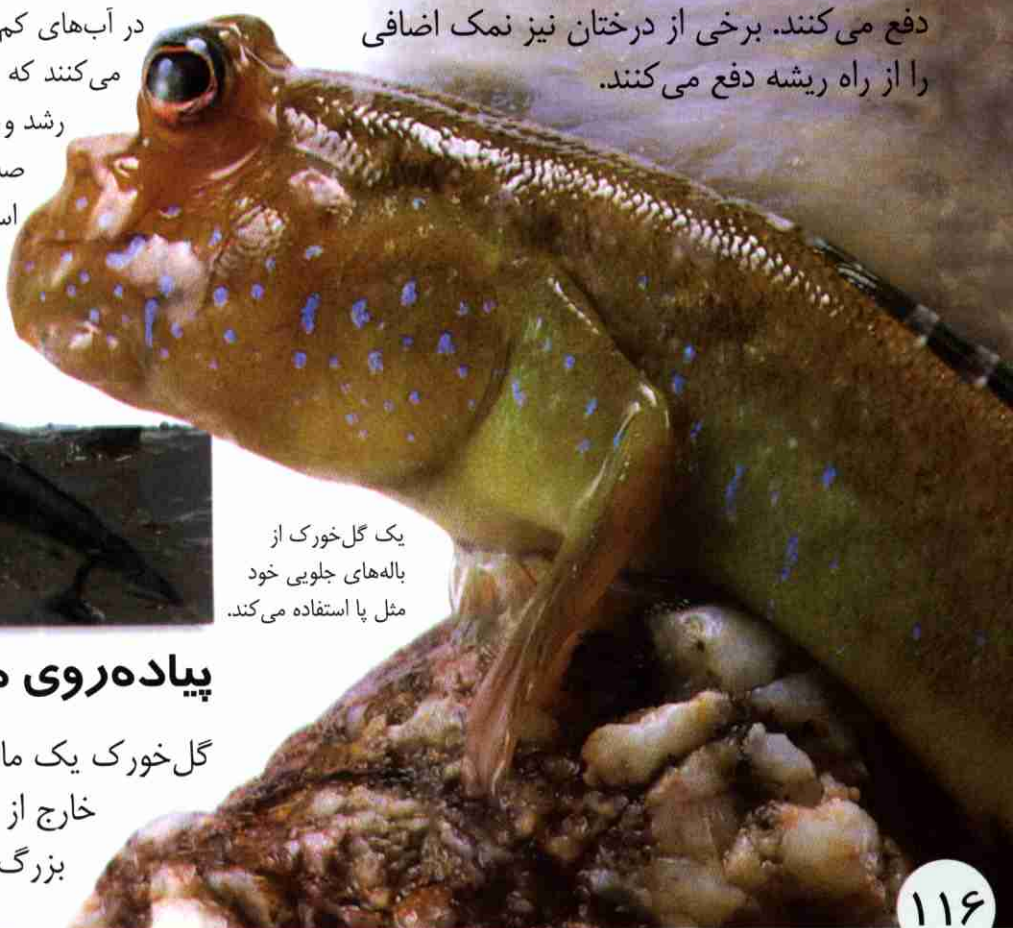 دفع می‌کنند. برخی از درختان نیز نمک اضافی
را از راه ریشه دفع می‌کنند.
در آب‌های کم
می‌کنند که
رشد و
یک گل‌خورک از
باله‌های جلویی خود
مثل پا استفاده می‌کند.
پیاده‌روی
گل‌خورک یک ما
خارج از
بزرگ
۱۱۶